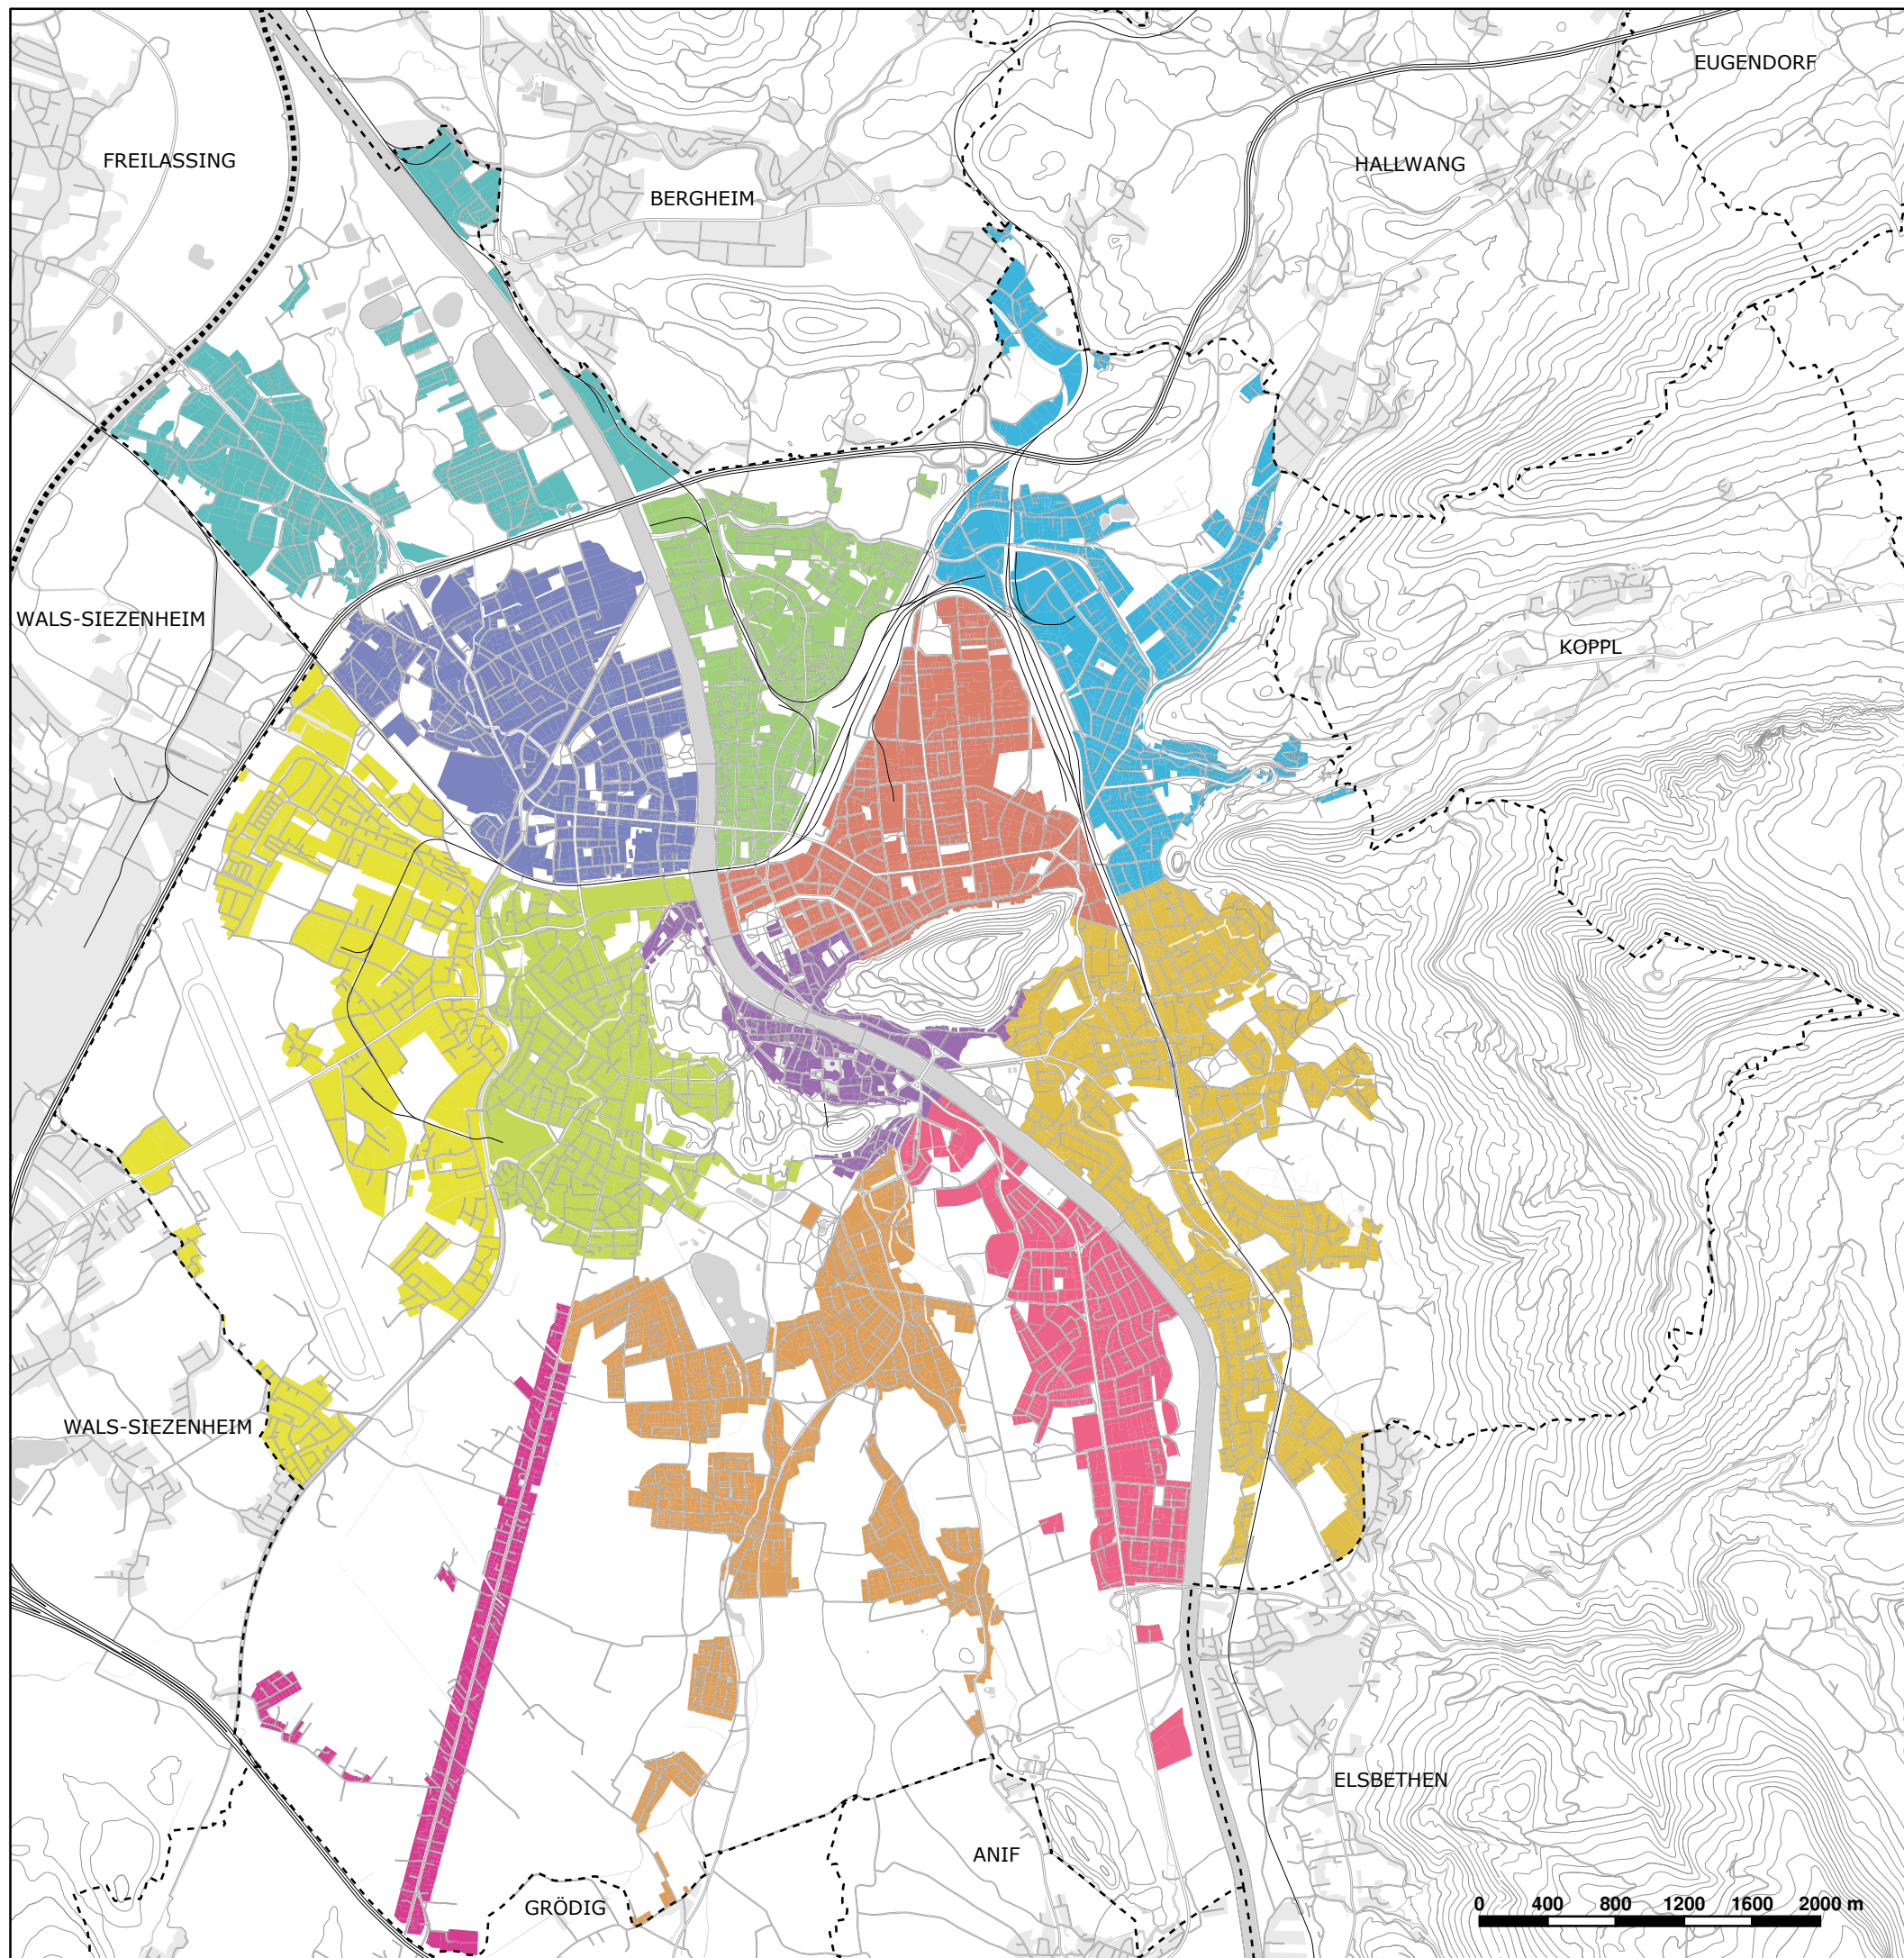 EUGENDORF
FREILASSING
HALLWANG
BERGHEIM
WALS-SIEZENHEIM
KOPPL
WALS-SIEZENHEIM
ELSBETHEN
ANIF
GRÖDIG
0 400 800 1200 1600 2000 m